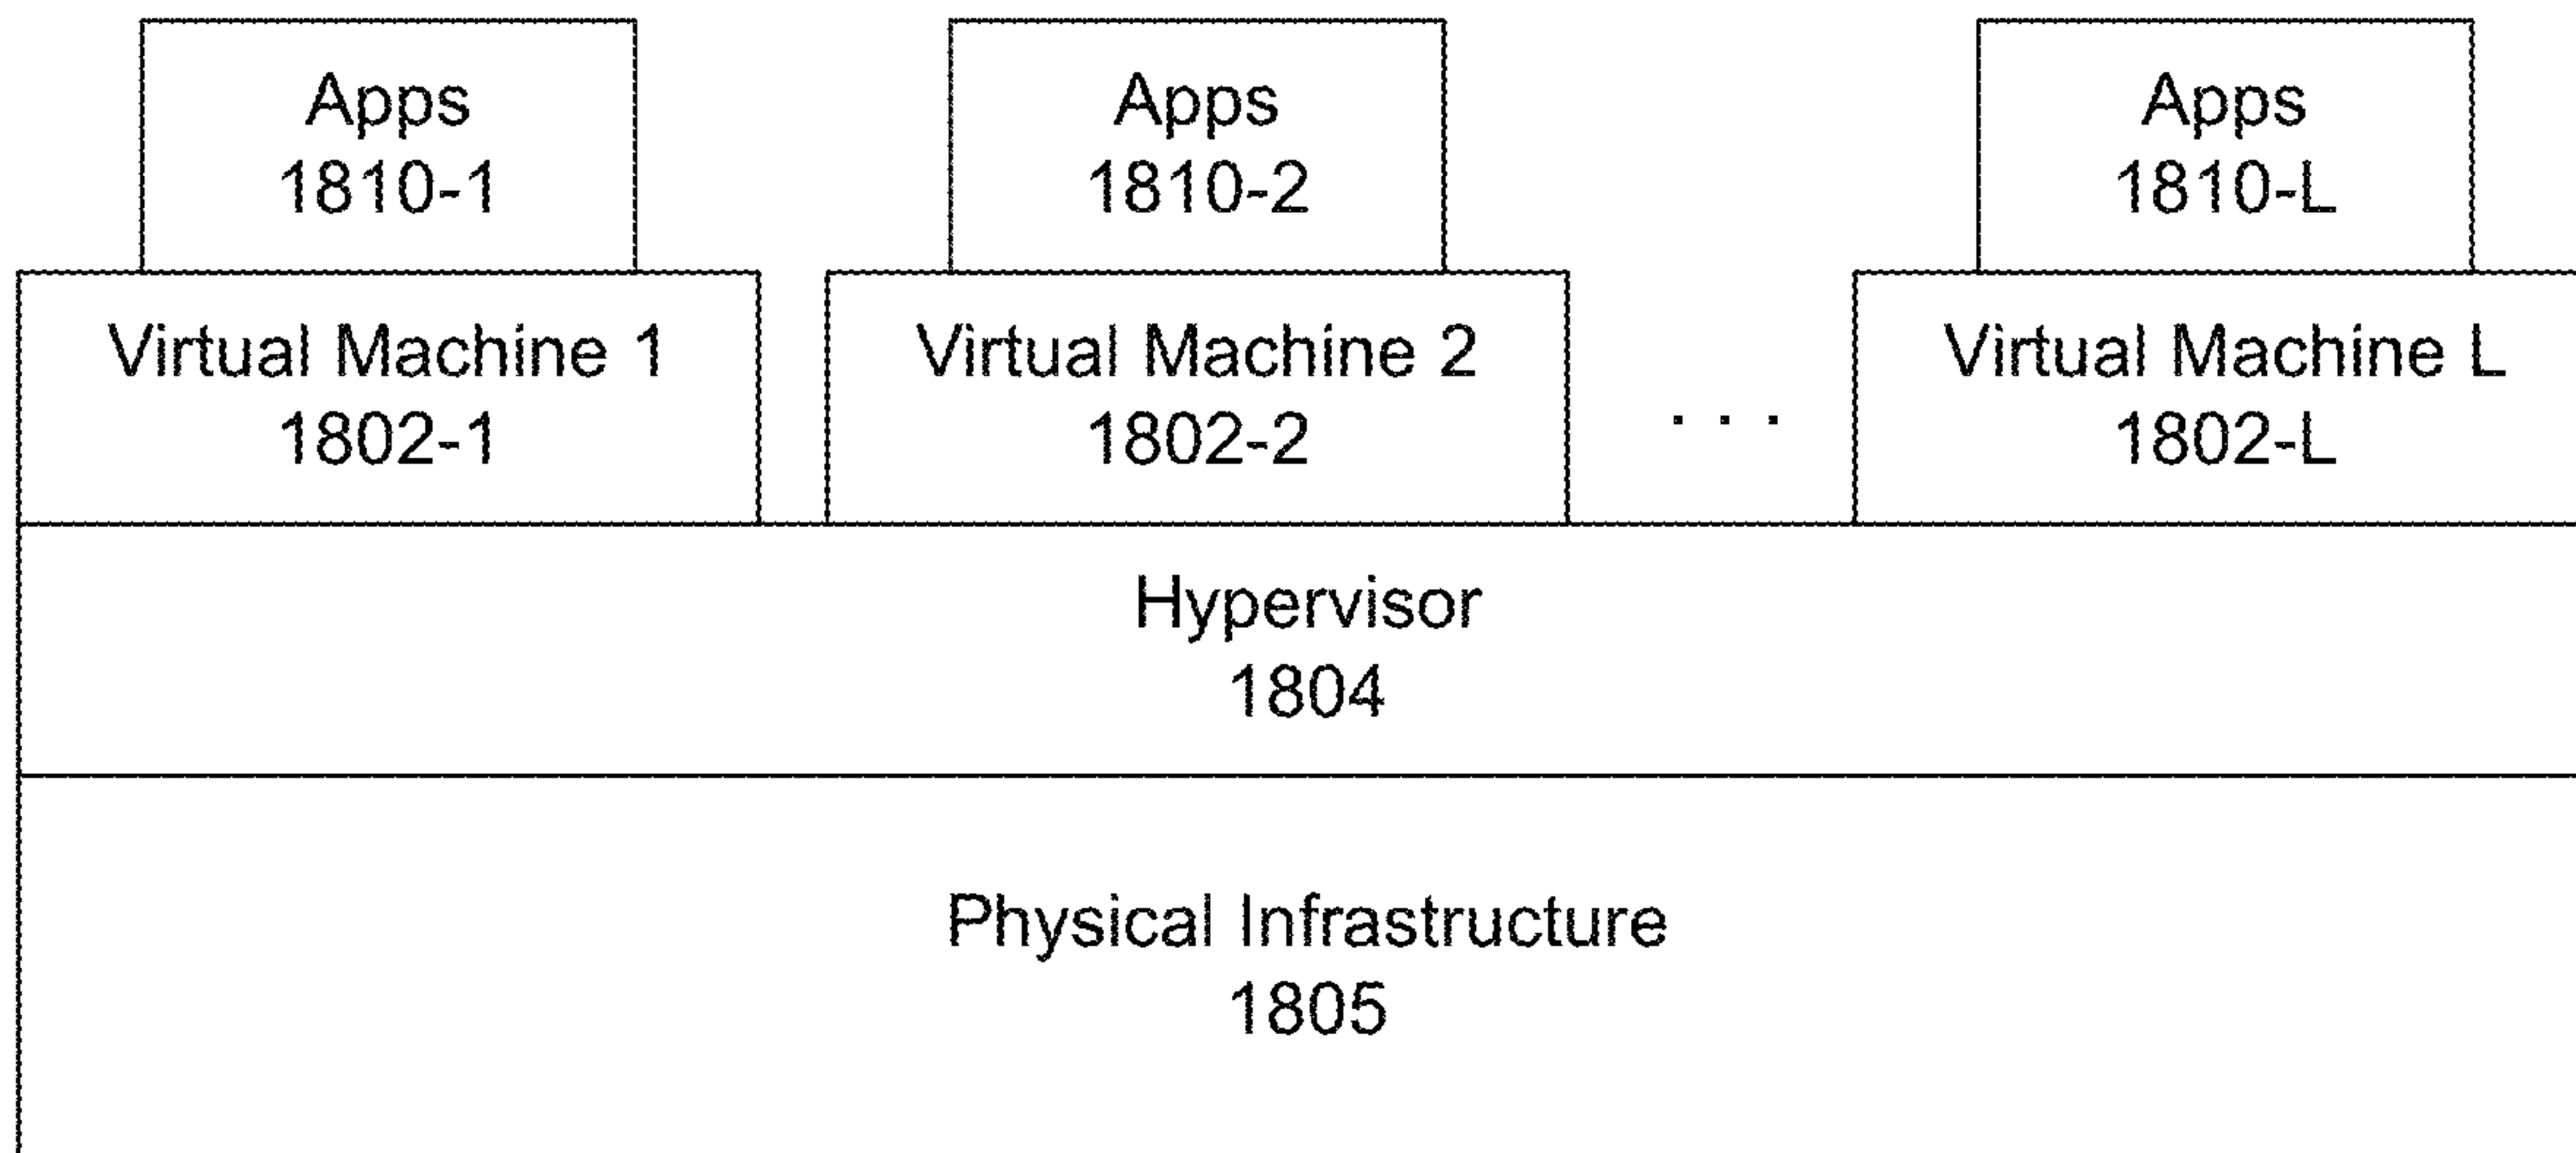 Apps
1810-1
Apps
1810-2
Apps
1810-L
Virtual Machine 1
1802-1
Virtual Machine 2
1802-2
. . .
Virtual Machine L
1802-L
Hypervisor
1804
Physical Infrastructure
1805